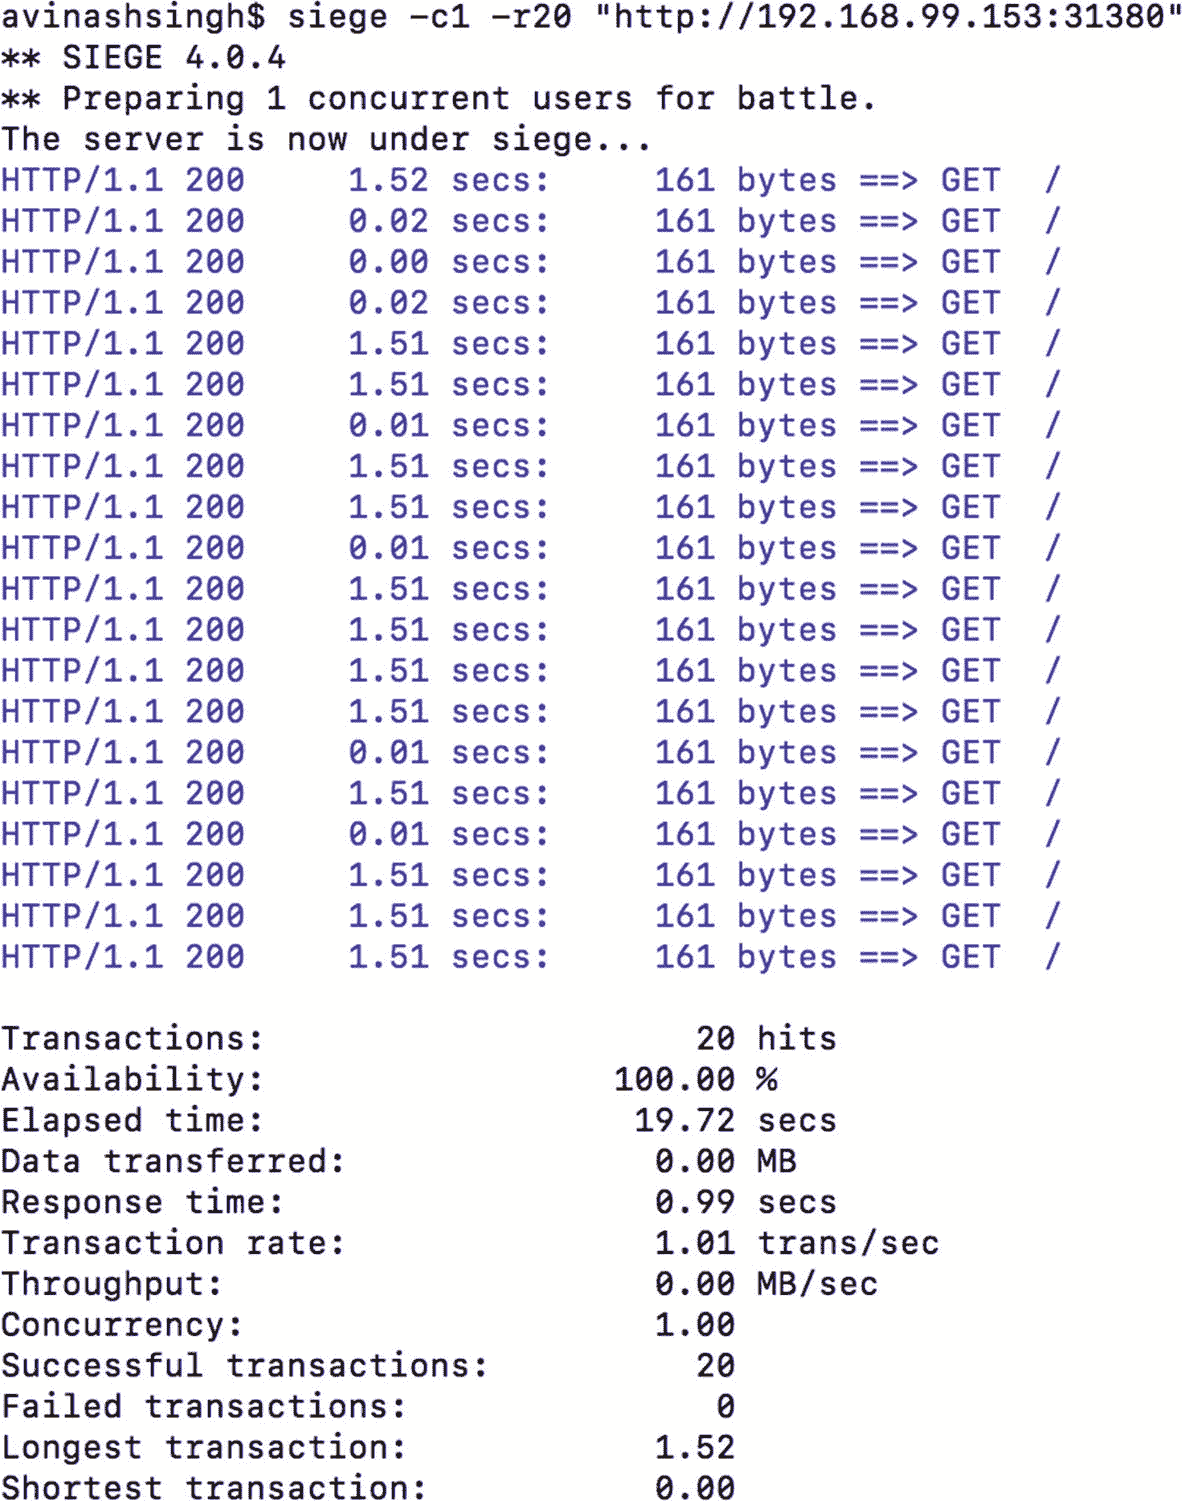 avinashsingh$ siege -c1 -r20 "http://192.168.99.153:31380"
** SIEGE 4.0.4
** Preparing 1 concurrent users for battle.
The server is now under siege...
HTTP/1.1 200     1.52 secs:     161 bytes ==> GET  /
HTTP/1.1 200     0.02 secs:     161 bytes ==> GET  /
HTTP/1.1 200     0.00 secs:     161 bytes ==> GET  /
HTTP/1.1 200     0.02 secs:     161 bytes ==> GET  /
HTTP/1.1 200     1.51 secs:     161 bytes ==> GET  /
HTTP/1.1 200     1.51 secs:     161 bytes ==> GET  /
HTTP/1.1 200     0.01 secs:     161 bytes ==> GET  /
HTTP/1.1 200     1.51 secs:     161 bytes ==> GET  /
HTTP/1.1 200     1.51 secs:     161 bytes ==> GET  /
HTTP/1.1 200     0.01 secs:     161 bytes ==> GET  /
HTTP/1.1 200     1.51 secs:     161 bytes ==> GET  /
HTTP/1.1 200     1.51 secs:     161 bytes ==> GET  /
HTTP/1.1 200     1.51 secs:     161 bytes ==> GET  /
HTTP/1.1 200     1.51 secs:     161 bytes ==> GET  /
HTTP/1.1 200     0.01 secs:     161 bytes ==> GET  /
HTTP/1.1 200     1.51 secs:     161 bytes ==> GET  /
HTTP/1.1 200     0.01 secs:     161 bytes ==> GET  /
HTTP/1.1 200     1.51 secs:     161 bytes ==> GET  /
HTTP/1.1 200     1.51 secs:     161 bytes ==> GET  /
HTTP/1.1 200     1.51 secs:     161 bytes ==> GET  /
Transactions:                     20 hits
Availability:                 100.00 %
Elapsed time:                  19.72 secs
Data transferred:               0.00 MB
Response time:                  0.99 secs
Transaction rate:               1.01 trans/sec
Throughput:                     0.00 MB/sec
Concurrency:                    1.00
Successful transactions:          20
Failed transactions:               0
Longest transaction:            1.52
Shortest transaction:           0.00